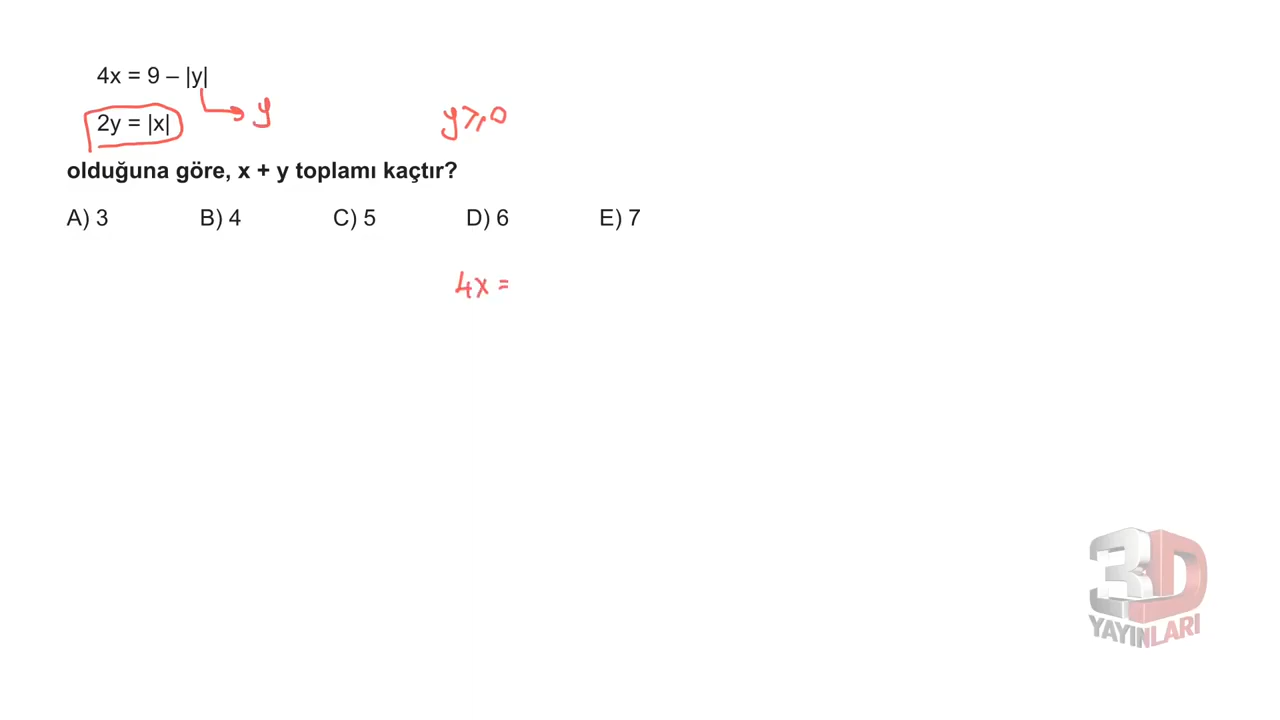 4x = 9 – |y|
y
2y = |x|
y ⩾ 0
olduğuna göre, x + y toplamı kaçtır?
A) 3 B) 4 C) 5 D) 6 E) 7
4x =
3D
YAYINLARI